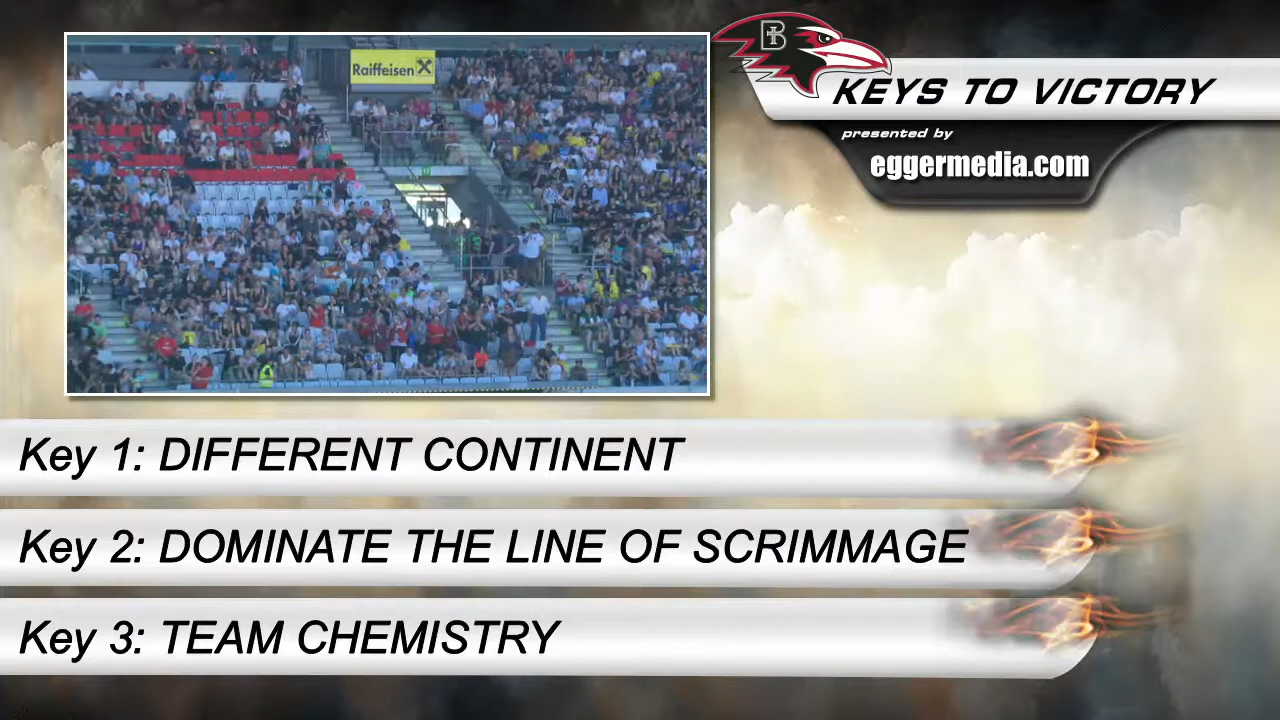 Raiffeisen
KEYS TO VICTORY
presented by
eggermedia.com
Key 1: DIFFERENT CONTINENT
Key 2: DOMINATE THE LINE OF SCRIMMAGE
Key 3: TEAM CHEMISTRY